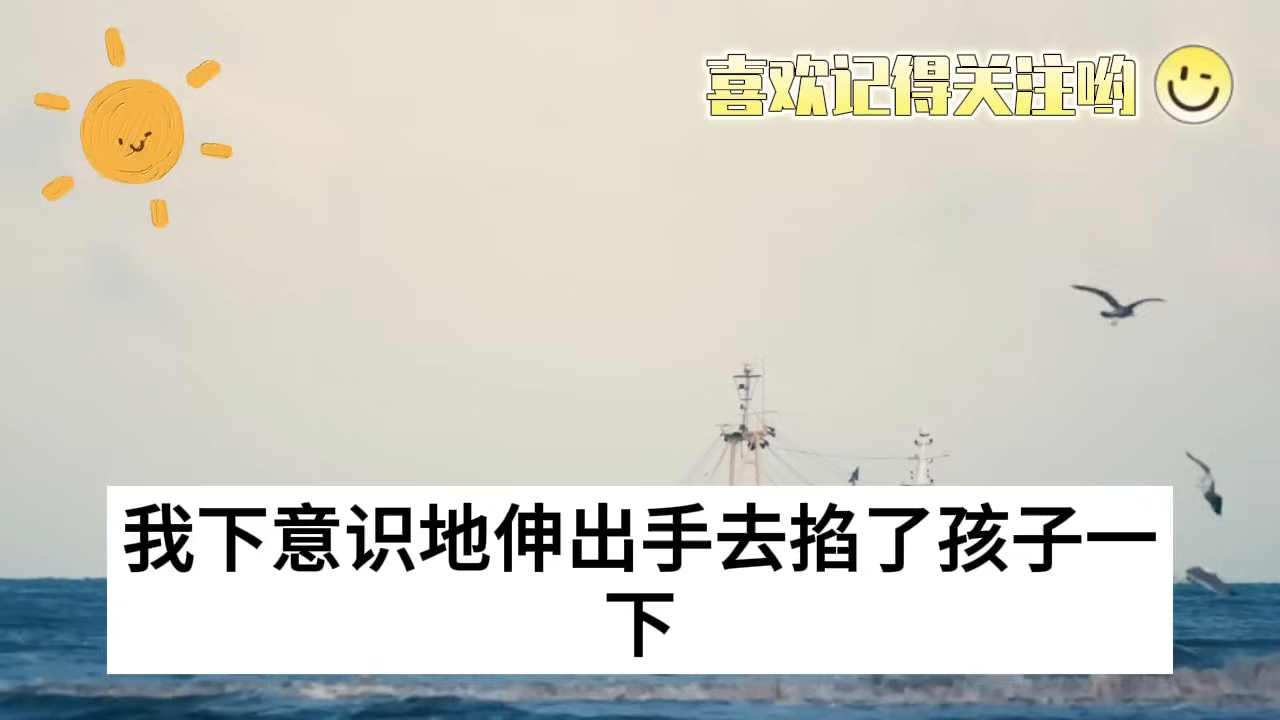 喜欢记得关注哟
我下意识地伸出手去掐了孩子一
下